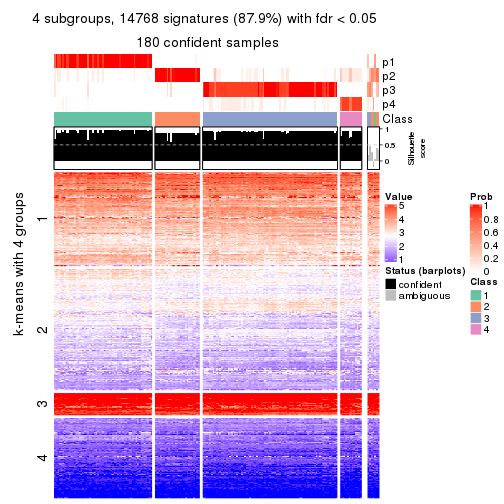 4 subgroups, 14768 signatures (87.9%) with fdr < 0.05
180 confident samples
p1
p2
p3
p4
Class
1
0.5
0
Silhouette
score
k-means with 4 groups
1
2
3
4
Value
5
4
3
2
1
Status (barplots)
confident
ambiguous
Prob
1
0.8
0.6
0.4
0.2
0
Class
1
2
3
4